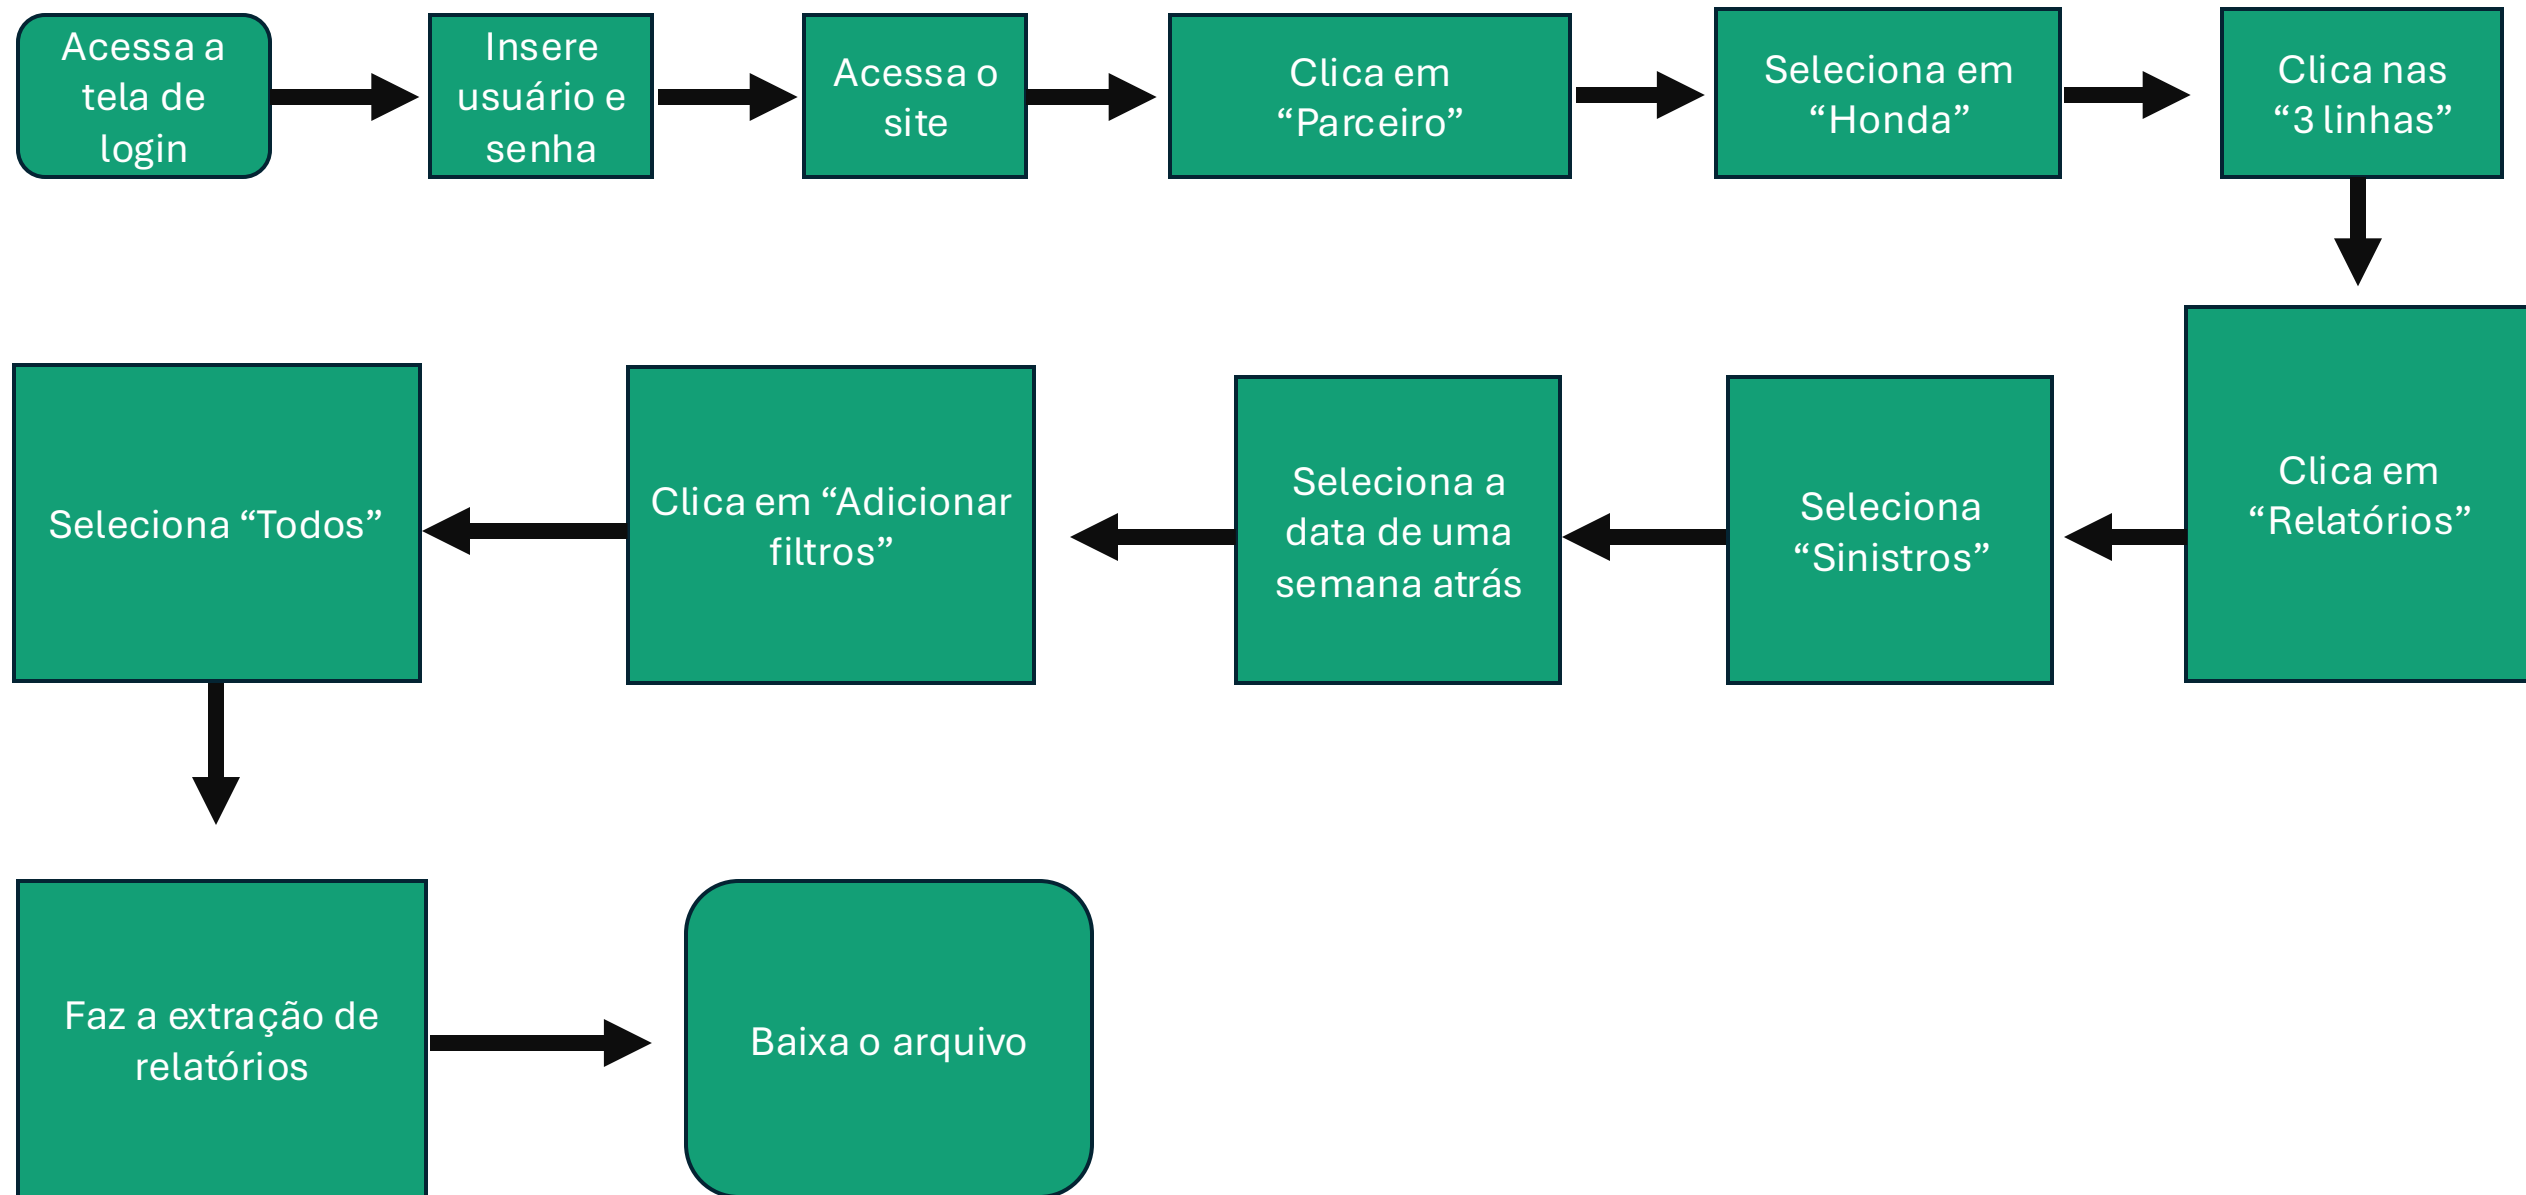 Acessa a
tela de
login
Insere
usuário e
senha
Acessa o
site
Clica em
“Parceiro”
Seleciona em
“Honda”
Clica nas
“3 linhas”
Clica em
“Relatórios”
Seleciona
“Sinistros”
Seleciona a
data de uma
semana atrás
Clica em “Adicionar
filtros”
Seleciona “Todos”
Faz a extração de
relatórios
Baixa o arquivo